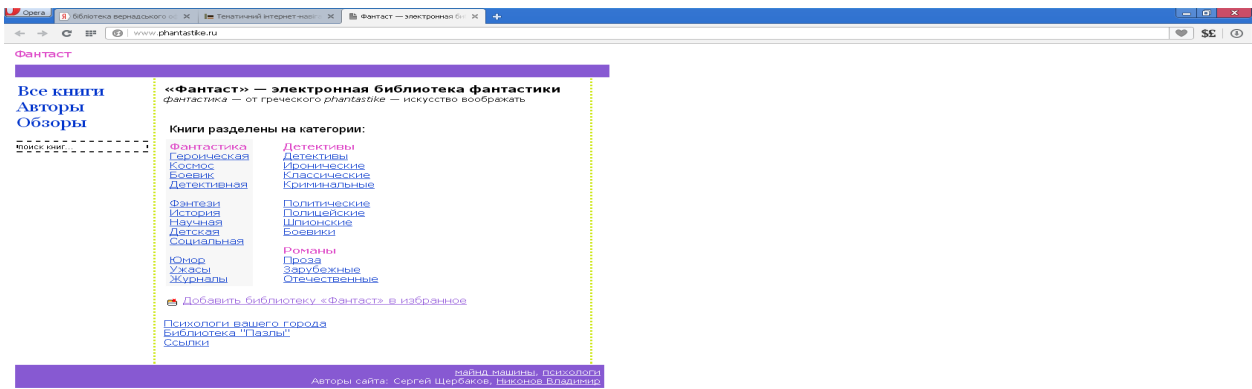 Opera
бібліотека вернадського ос
Тематичний інтернет-нав
Фантаст — электронная би
www.phantastike.ru
Фантаст
Все книги
Авторы
Обзоры
поиск книг...
«Фантаст» — электронная библиотека фантастики
фантастика — от греческого phantastike — искусство воображать
Книги разделены на категории:
Фантастика
Героическая
Космос
Боевик
Детективная
Фэнтези
История
Научная
Детская
Социальная
Юмор
Ужасы
Журналы
Детективы
Детективы
Иронические
Классические
Криминальные
Политические
Полицейские
Шпионские
Боевики
Романы
Проза
Зарубежные
Отечественные
Добавить библиотеку «Фантаст» в избранное
Психологи вашего города
Библиотека "Пазлы"
Ссылки
майнд машины, психологи
Авторы сайта: Сергей Щербаков, Никонов Владимир